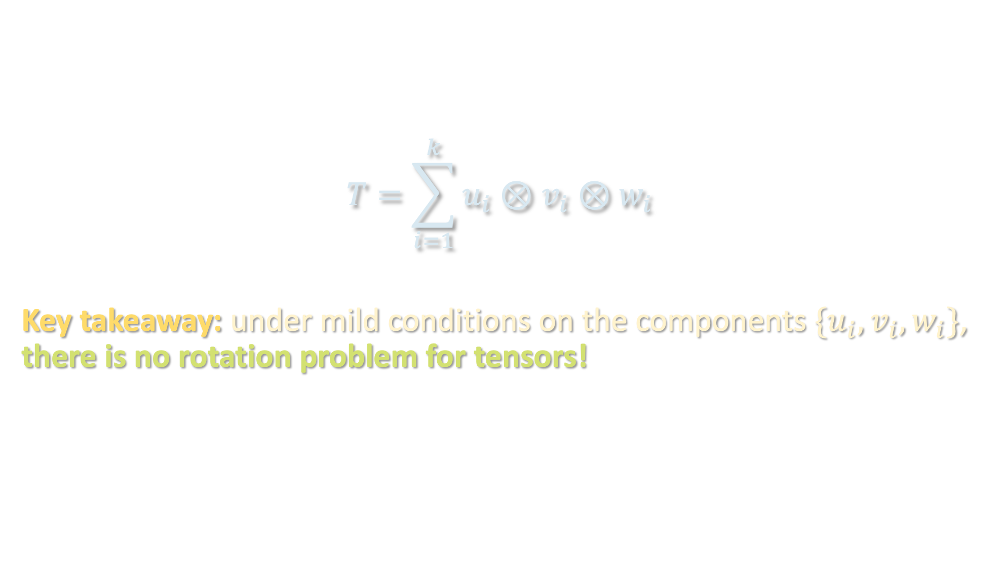 T = ∑_{i=1}^{k} u_i ⊗ v_i ⊗ w_i
Key takeaway: under mild conditions on the components {u_i, v_i, w_i},
there is no rotation problem for tensors!